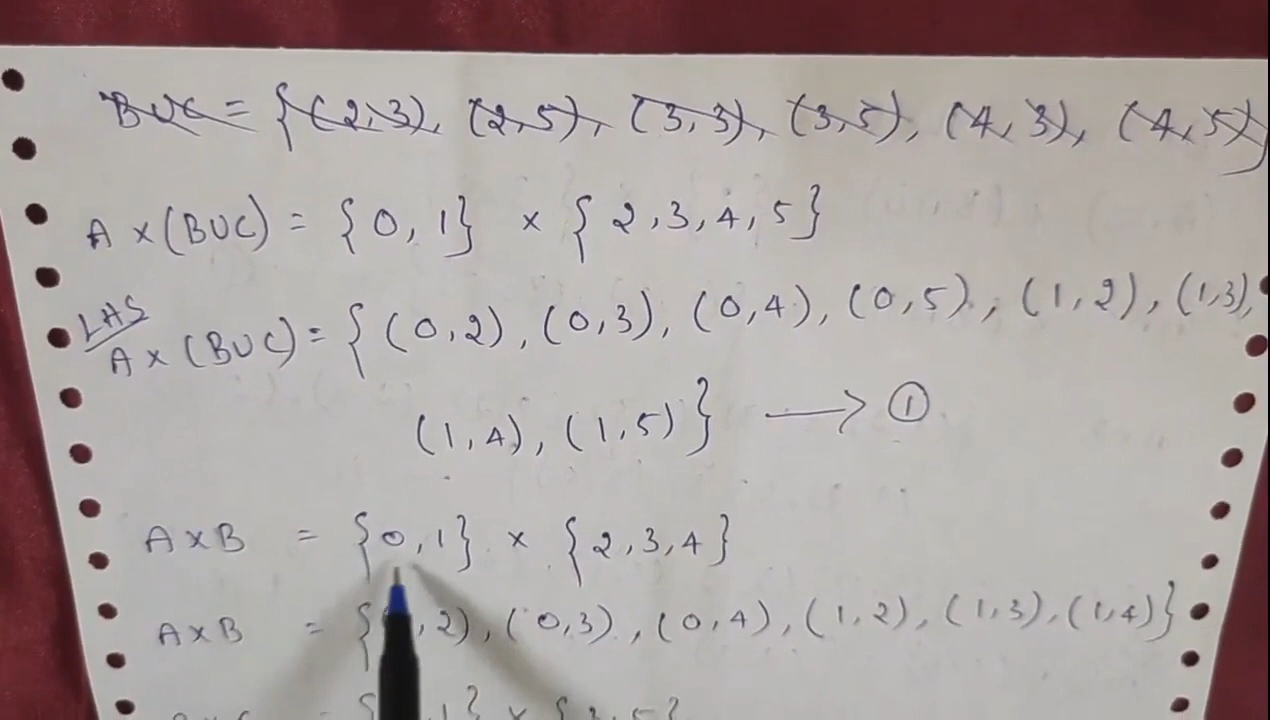 B∪C = {(2,3), (2,5), (3,3), (3,5), (4,3), (4,5)}
A × (B∪C) = {0, 1} × {2, 3, 4, 5}
LHS
A × (B∪C) = {(0,2), (0,3), (0,4), (0,5), (1,2), (1,3),
(1,4), (1,5)} → ①
A×B = {0, 1} × {2, 3, 4}
A×B = { ,2), (0,3), (0,4), (1,2), (1,3), (1,4)}